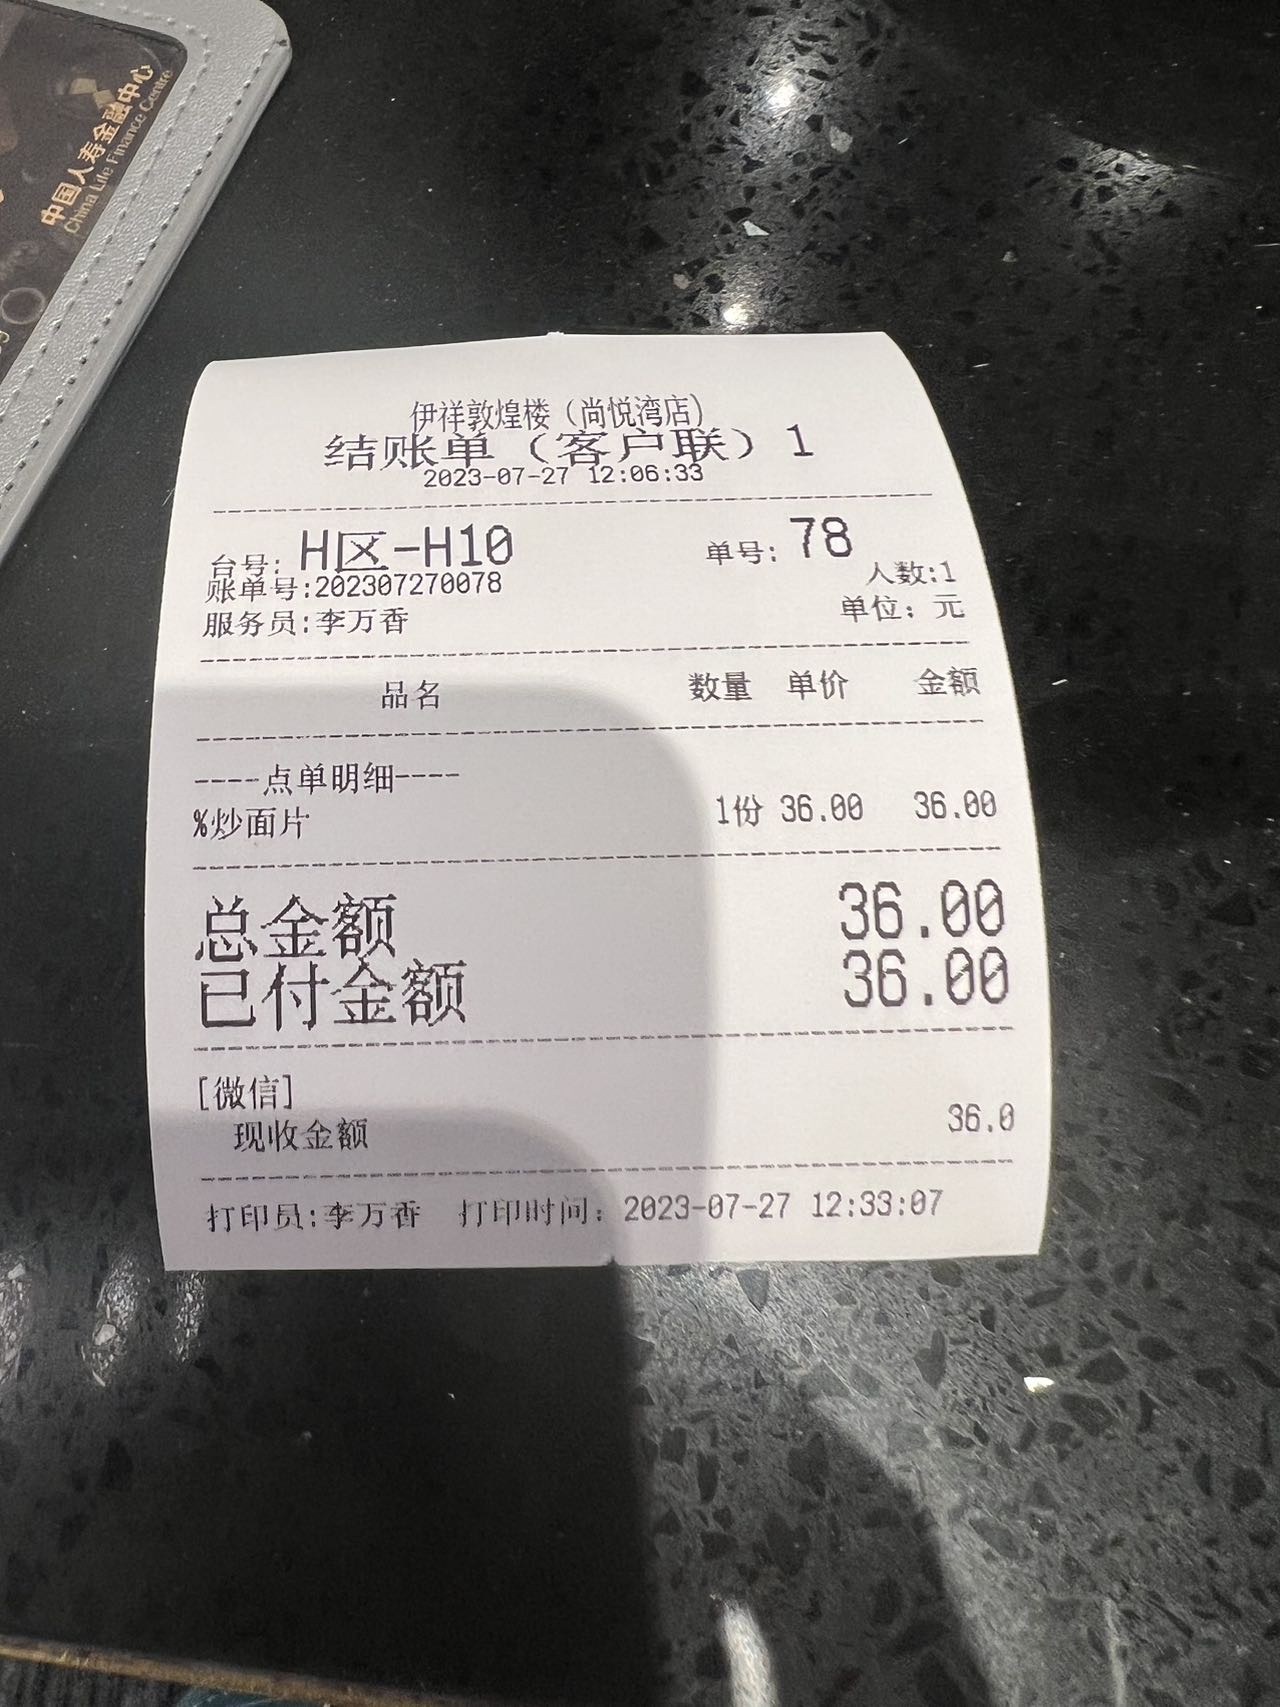 中国人寿金融中心
China Life Finance Centre
伊祥敦煌楼（尚悦湾店）
结账单（客户联）1
2023-07-27 12:06:33
台号: H区-H10 单号: 78
账单号:202307270078 人数:1
服务员:李万香 单位: 元
品名 数量 单价 金额
----点单明细----
%炒面片 1份 36.00 36.00
总金额 36.00
已付金额 36.00
[微信]
现收金额 36.0
打印员:李万香 打印时间: 2023-07-27 12:33:07